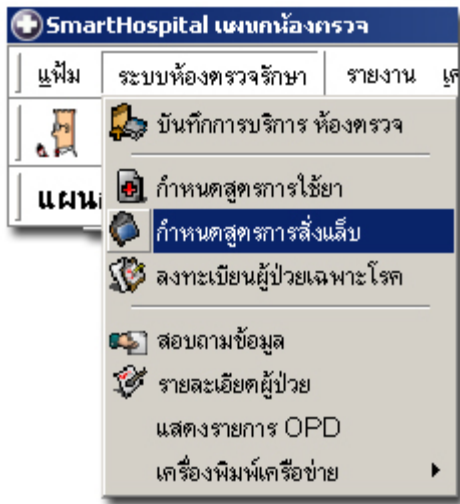 SmartHospital แผนกห้องตรวจ
แฟ้ม ระบบห้องตรวจรักษา รายงาน
บันทึกการบริการ ห้องตรวจ
กำหนดสูตรการใช้ยา
กำหนดสูตรการสั่งแล็บ
ลงทะเบียนผู้ป่วยเฉพาะโรค
สอบถามข้อมูล
รายละเอียดผู้ป่วย
แสดงรายการ OPD
เครื่องพิมพ์เครือข่าย